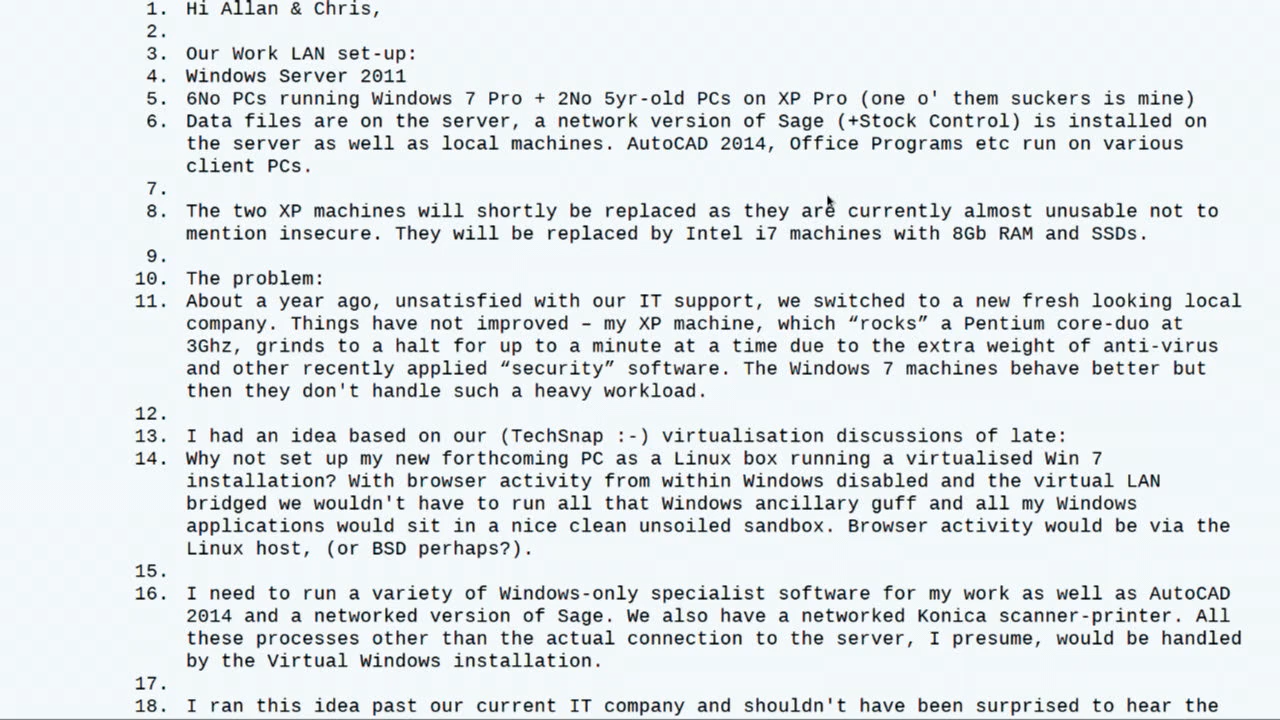 1. Hi Allan & Chris,
2.
3. Our Work LAN set-up:
4. Windows Server 2011
5. 6No PCs running Windows 7 Pro + 2No 5yr-old PCs on XP Pro (one o' them suckers is mine)
6. Data files are on the server, a network version of Sage (+Stock Control) is installed on
the server as well as local machines. AutoCAD 2014, Office Programs etc run on various
client PCs.
7.
8. The two XP machines will shortly be replaced as they are currently almost unusable not to
mention insecure. They will be replaced by Intel i7 machines with 8Gb RAM and SSDs.
9.
10. The problem:
11. About a year ago, unsatisfied with our IT support, we switched to a new fresh looking local
company. Things have not improved – my XP machine, which “rocks” a Pentium core-duo at
3Ghz, grinds to a halt for up to a minute at a time due to the extra weight of anti-virus
and other recently applied “security” software. The Windows 7 machines behave better but
then they don't handle such a heavy workload.
12.
13. I had an idea based on our (TechSnap :-) virtualisation discussions of late:
14. Why not set up my new forthcoming PC as a Linux box running a virtualised Win 7
installation? With browser activity from within Windows disabled and the virtual LAN
bridged we wouldn't have to run all that Windows ancillary guff and all my Windows
applications would sit in a nice clean unsoiled sandbox. Browser activity would be via the
Linux host, (or BSD perhaps?).
15.
16. I need to run a variety of Windows-only specialist software for my work as well as AutoCAD
2014 and a networked version of Sage. We also have a networked Konica scanner-printer. All
these processes other than the actual connection to the server, I presume, would be handled
by the Virtual Windows installation.
17.
18. I ran this idea past our current IT company and shouldn't have been surprised to hear the